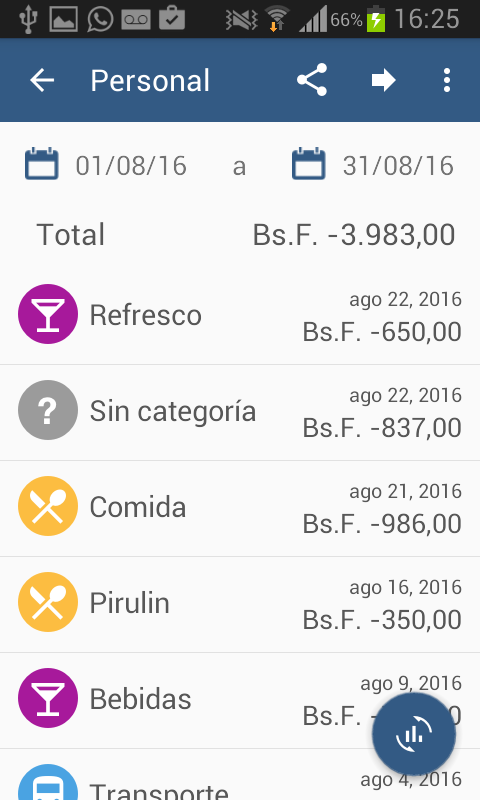 66% 16:25
Personal
01/08/16 a 31/08/16
Total Bs.F. -3.983,00
ago 22, 2016
Refresco
Bs.F. -650,00
ago 22, 2016
? Sin categoría
Bs.F. -837,00
ago 21, 2016
Comida
Bs.F. -986,00
ago 16, 2016
Pirulin
Bs.F. -350,00
ago 9, 2016
Bebidas
Bs.F.
ago 4, 2016
Transporte